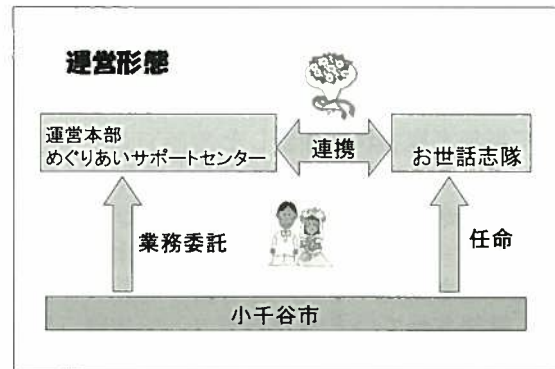 運営形態
運営本部
めぐりあいサポートセンター
連携
お世話志隊
業務委託
任命
小千谷市